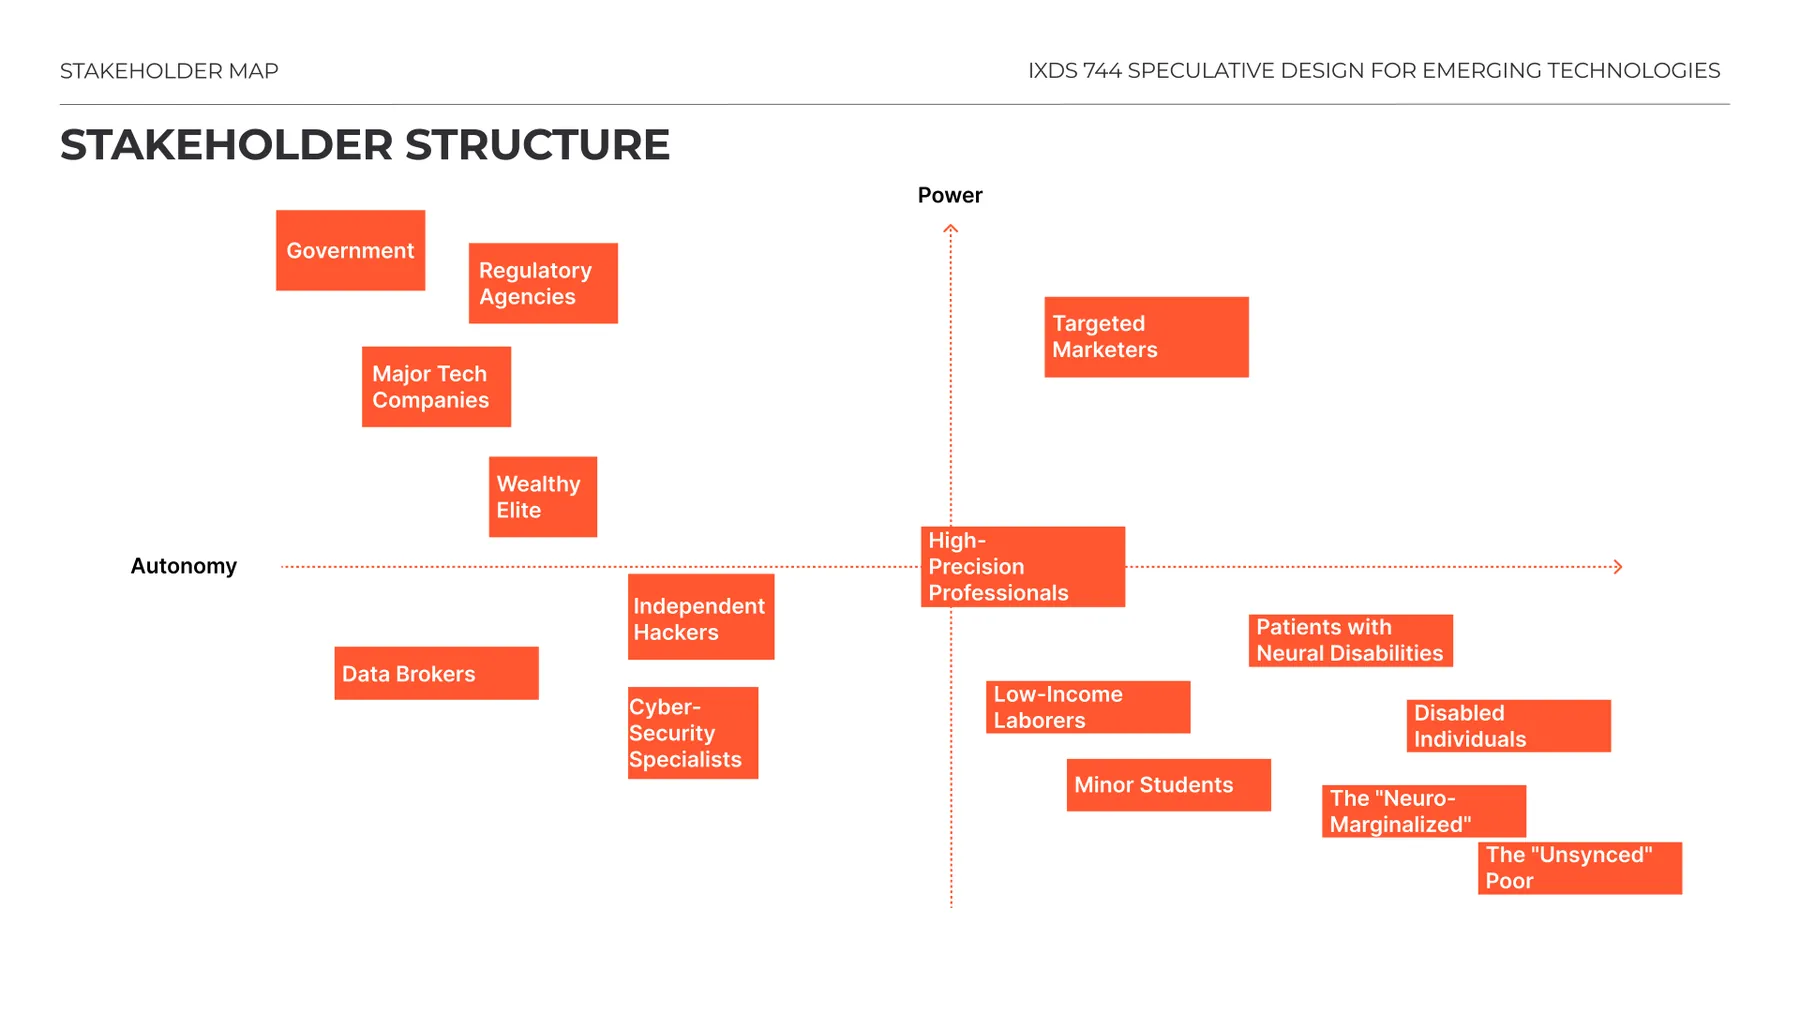 STAKEHOLDER MAP
IXDS 744 SPECULATIVE DESIGN FOR EMERGING TECHNOLOGIES
STAKEHOLDER STRUCTURE
Power
Government
Regulatory
Agencies
Targeted
Marketers
Major Tech
Companies
Wealthy
Elite
Autonomy
High-
Precision
Professionals
Independent
Hackers
Patients with
Neural Disabilities
Data Brokers
Cyber-
Security
Specialists
Low-Income
Laborers
Disabled
Individuals
Minor Students
The "Neuro-
Marginalized"
The "Unsynced"
Poor